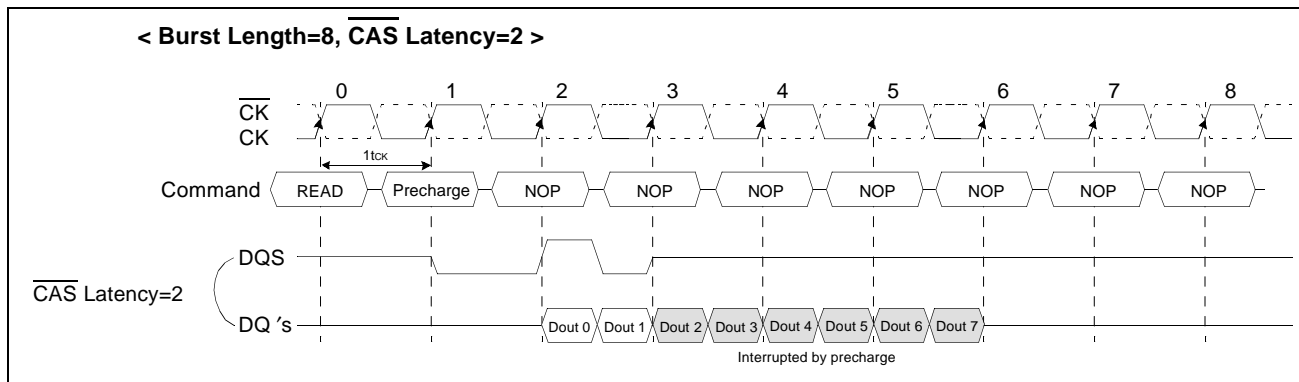 < Burst Length=8, CAS Latency=2 >
0 1 2 3 4 5 6 7 8
CK
CK
1tCK
Command READ Precharge NOP NOP NOP NOP NOP NOP NOP
DQS
CAS Latency=2
DQ 's Dout 0 Dout 1 Dout 2 Dout 3 Dout 4 Dout 5 Dout 6 Dout 7
Interrupted by precharge